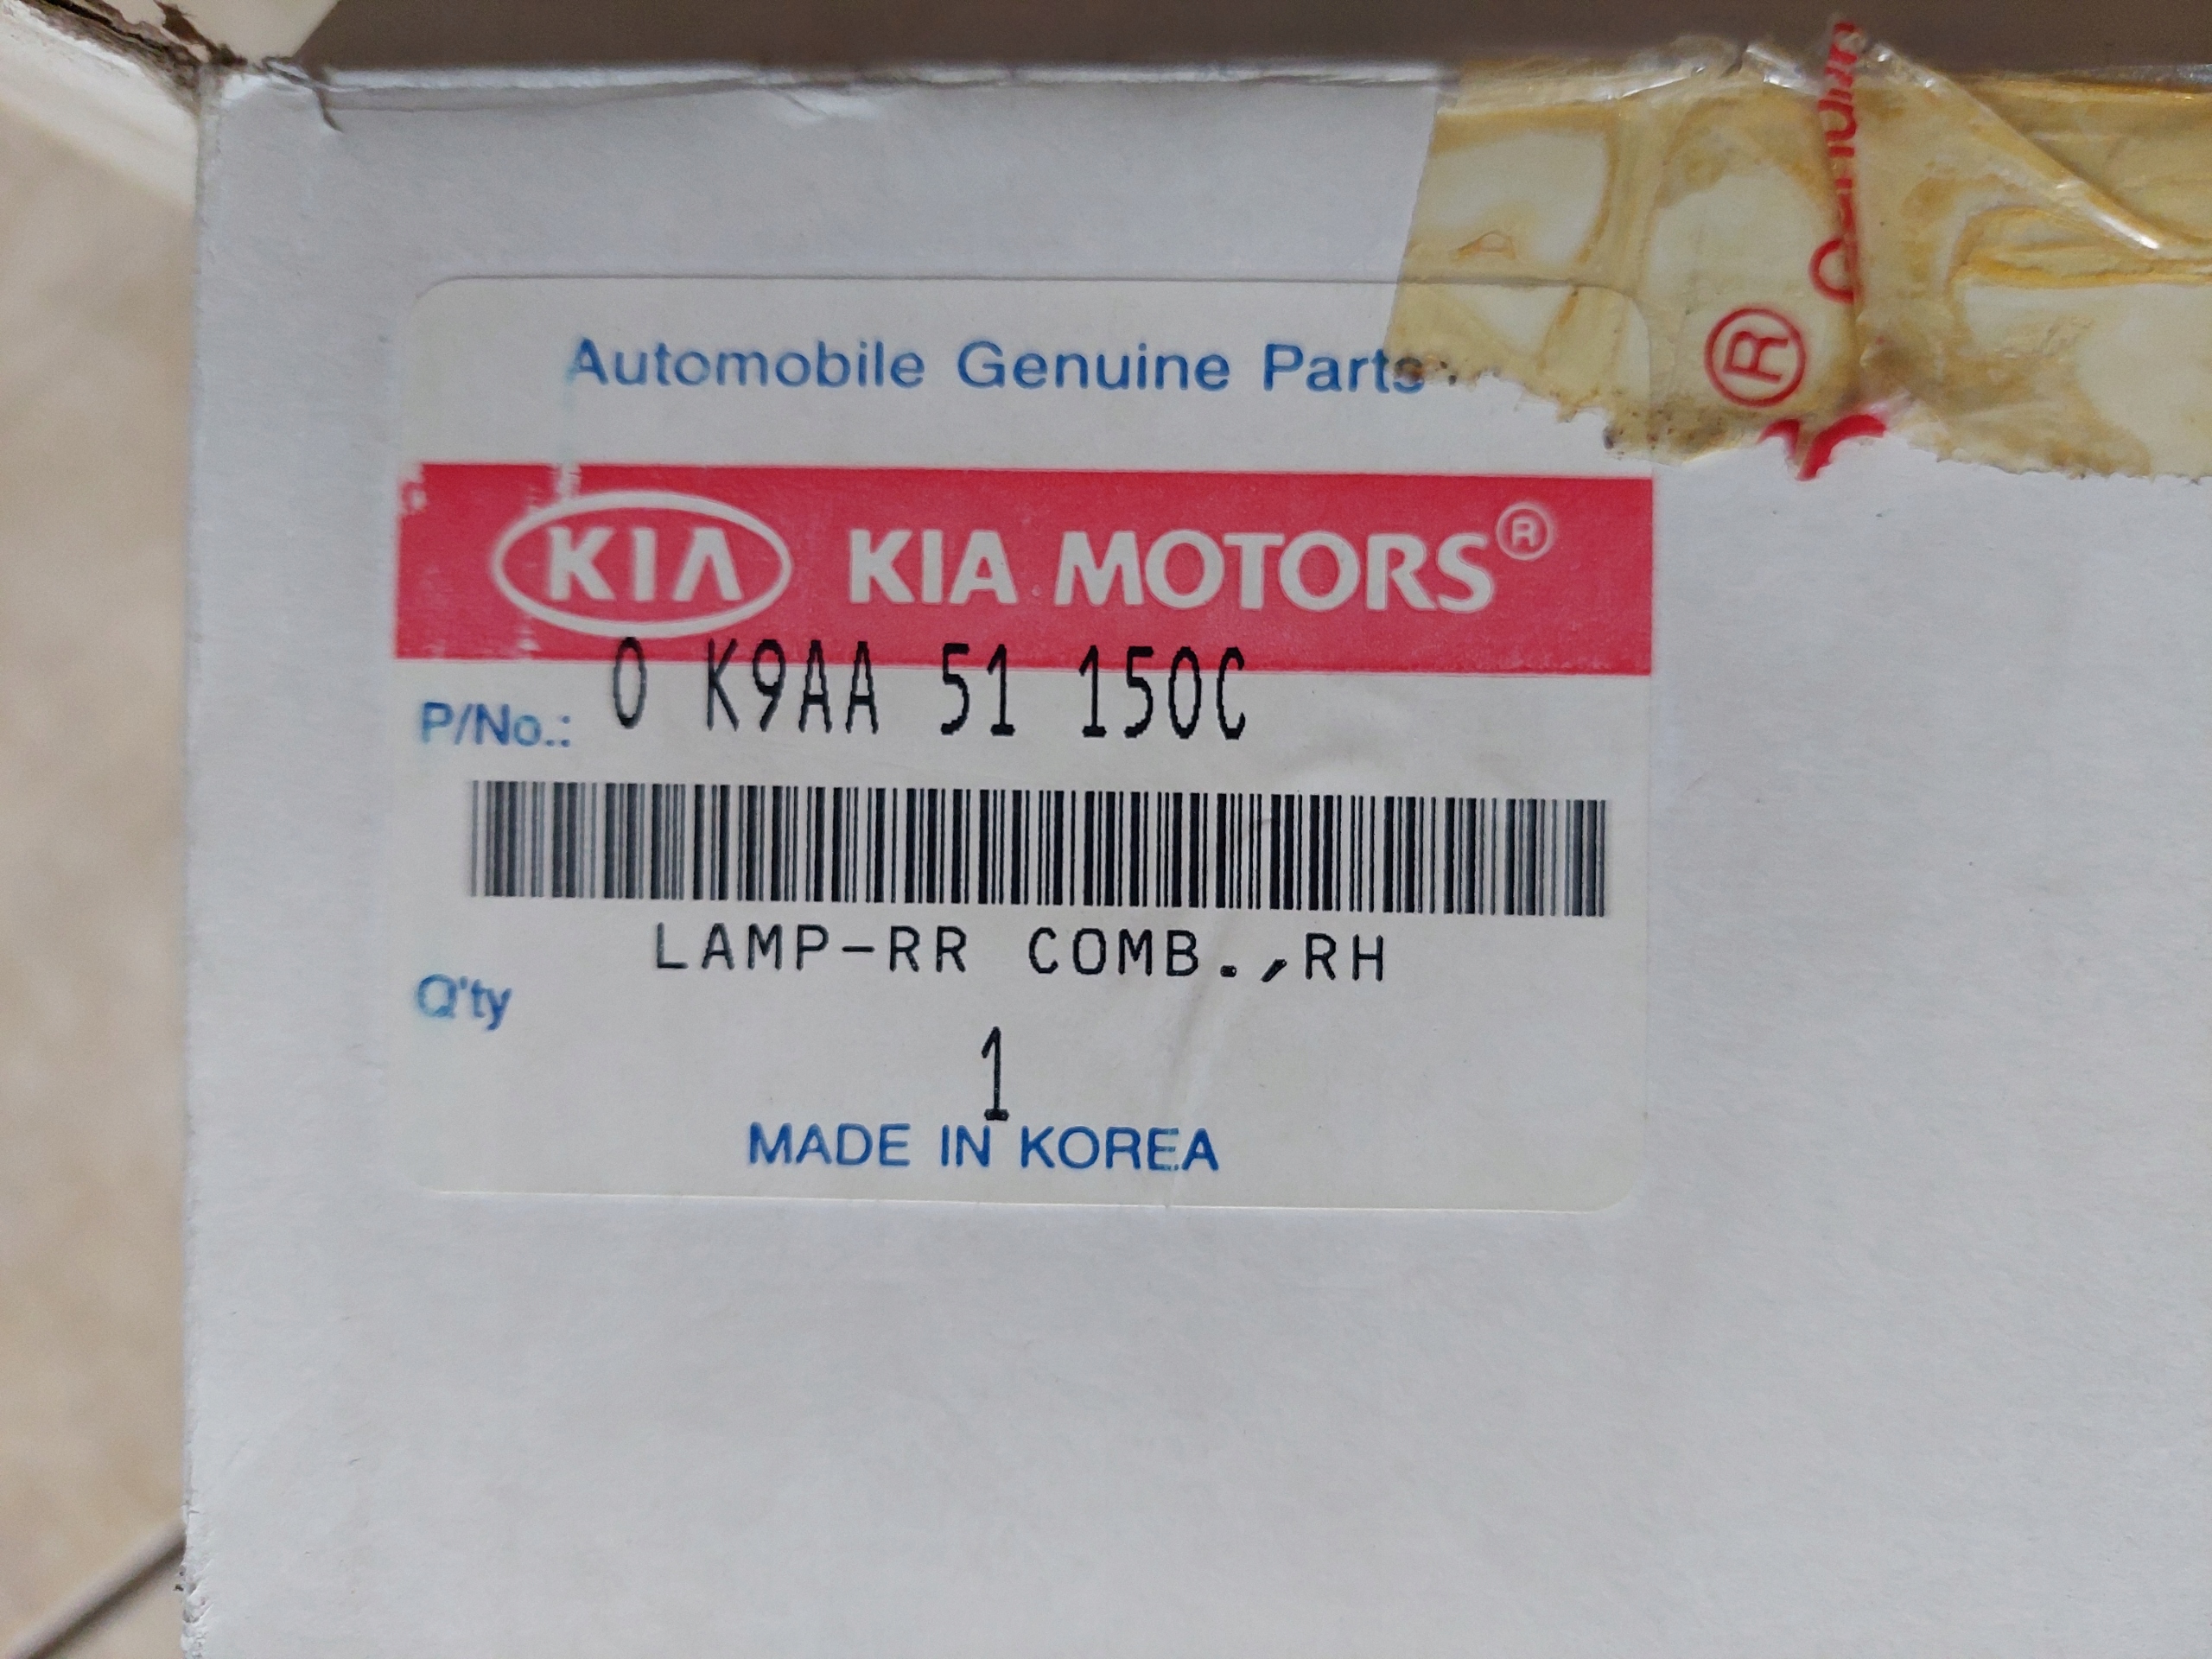 Automobile Genuine Parts
KIA KIA MOTORS®
P/No.: 0 K9AA 51 150C
LAMP-RR COMB.,RH
Q'ty
1
MADE IN KOREA
®